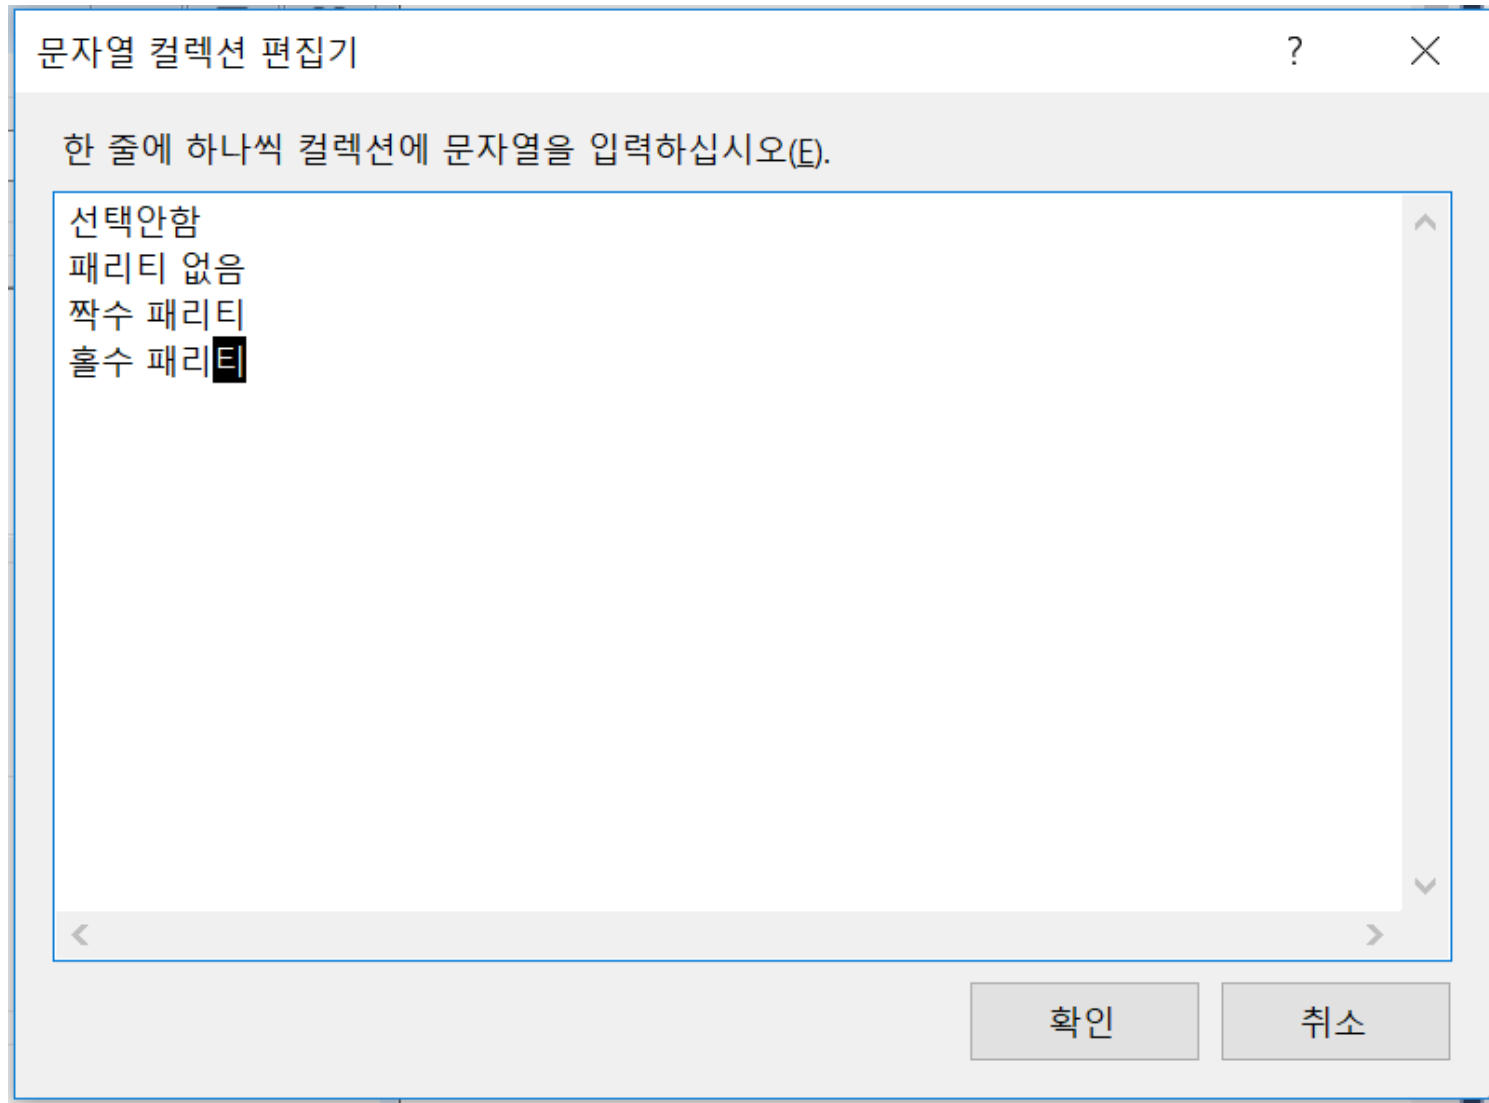 문자열 컬렉션 편집기
한 줄에 하나씩 컬렉션에 문자열을 입력하십시오(E).
선택안함
패리티 없음
짝수 패리티
홀수 패리티
확인
취소